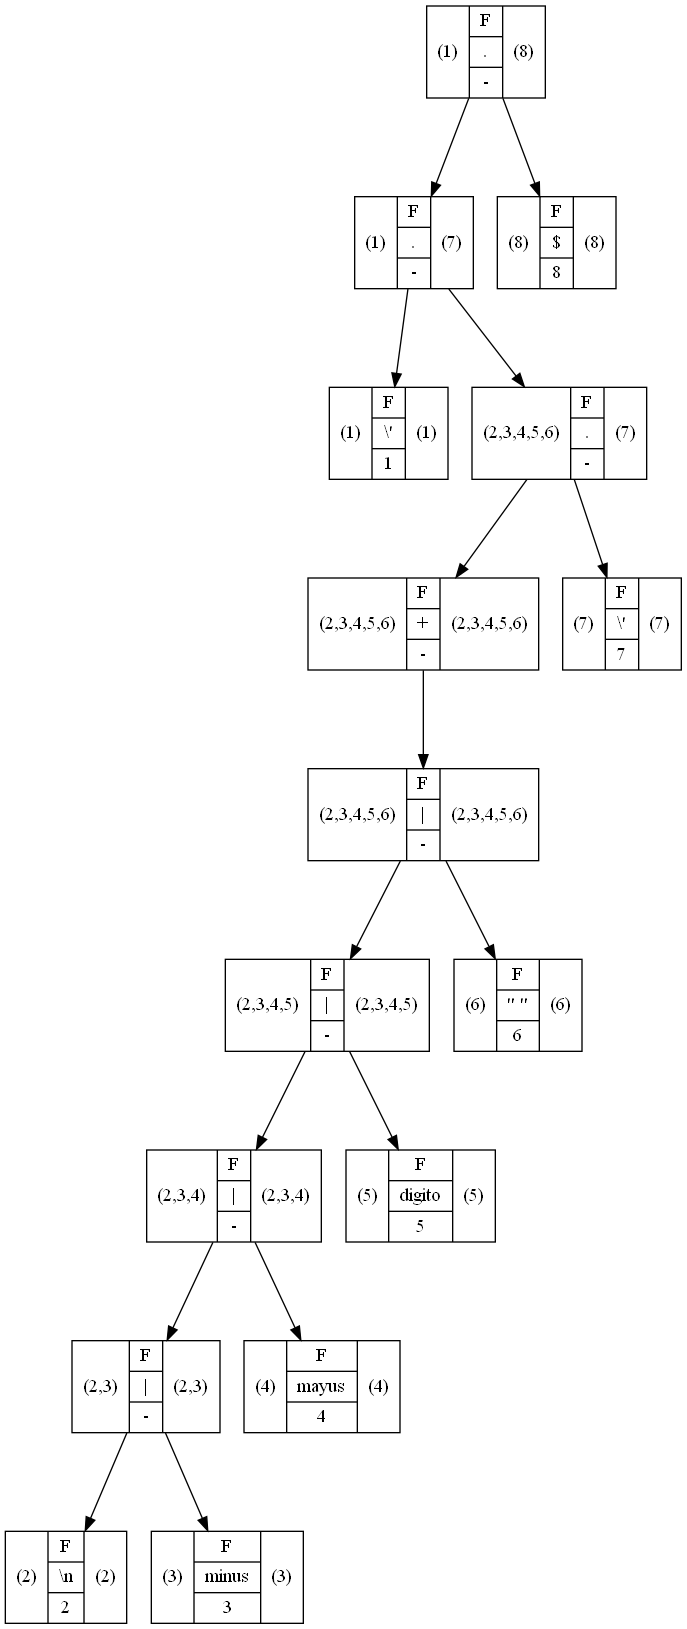 F
(1) . (8)
-
F
(1) . (7)
-
F
(8) $ (8)
8
F
(1) \' (1)
1
F
(2,3,4,5,6) . (7)
-
F
(2,3,4,5,6) + (2,3,4,5,6)
-
F
(7) \' (7)
7
F
(2,3,4,5,6) | (2,3,4,5,6)
-
F
(2,3,4,5) | (2,3,4,5)
-
F
(6) " " (6)
6
F
(2,3,4) | (2,3,4)
-
F
(5) digito (5)
5
F
(2,3) | (2,3)
-
F
(4) mayus (4)
4
F
(2) \n (2)
2
F
(3) minus (3)
3